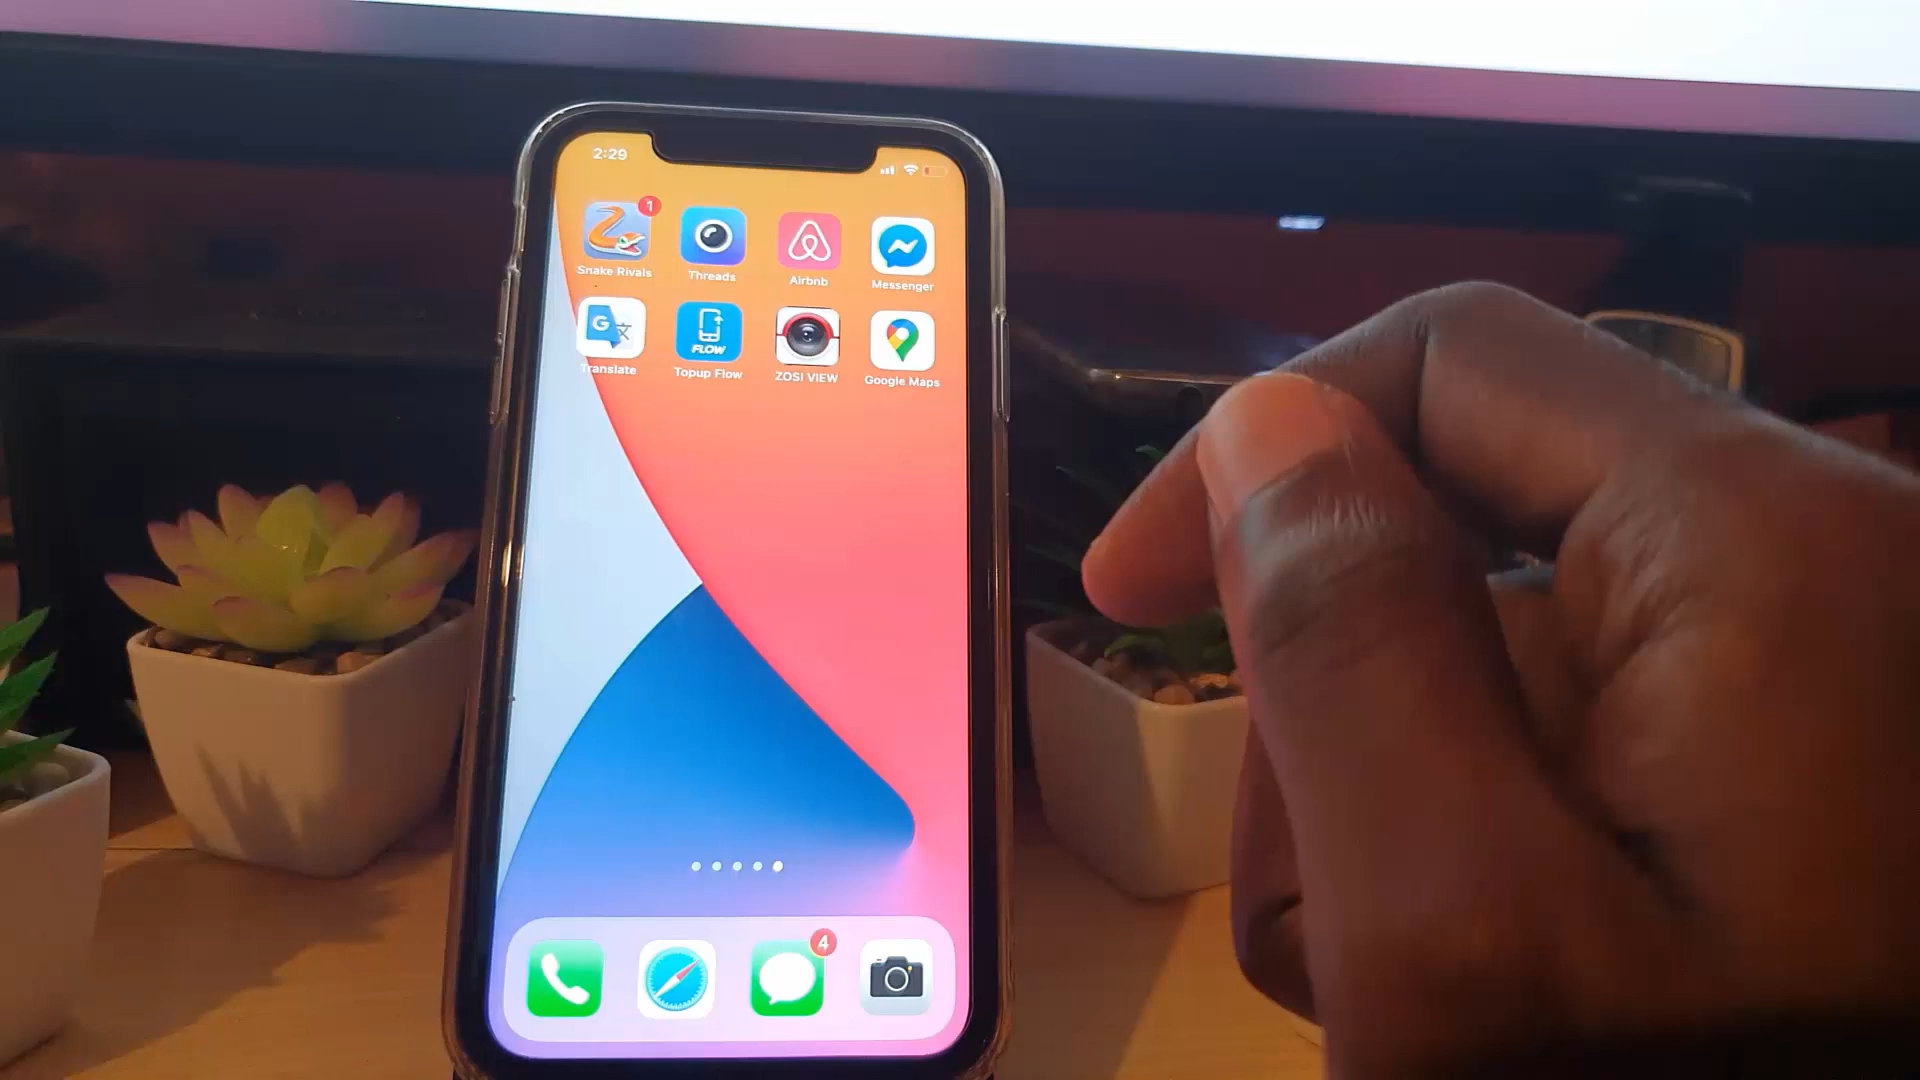 2:29
1
Snake Rivals
Threads
Airbnb
Messenger
G
FLOW
Translate
Topup Flow
ZOSI VIEW
Google Maps
4